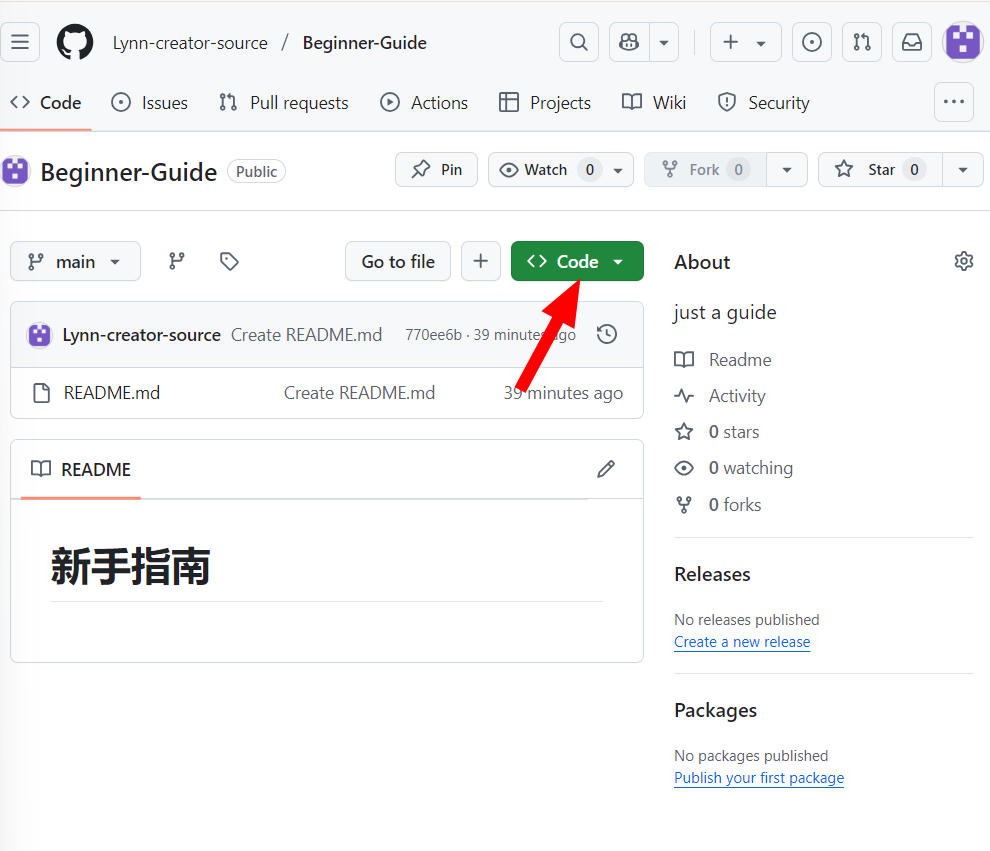 Lynn-creator-source / Beginner-Guide
Code Issues Pull requests Actions Projects Wiki Security
Beginner-Guide Public Pin Watch 0 Fork 0 Star 0
main Go to file Code
Lynn-creator-source Create README.md 770ee6b · 39 minutes ago
README.md Create README.md 39 minutes ago
README
新手指南
About
just a guide
Readme
Activity
0 stars
0 watching
0 forks
Releases
No releases published
Create a new release
Packages
No packages published
Publish your first package